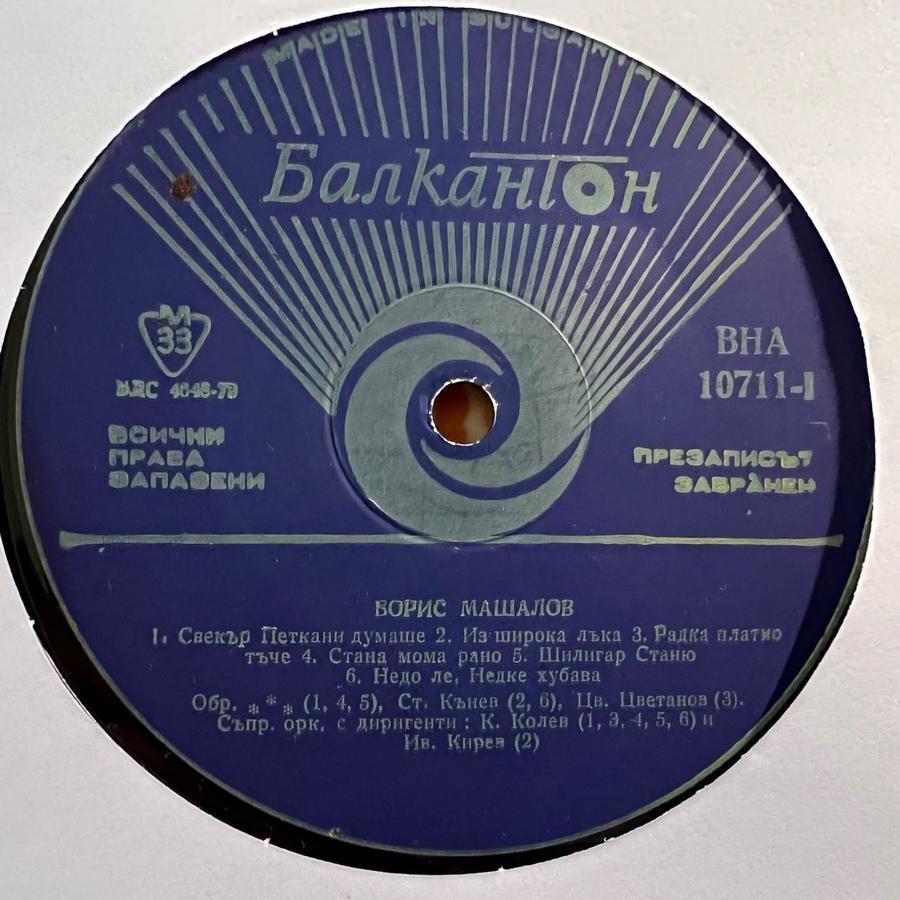 MADE IN BULGARIA
Балкантон
М
33
БДС 4048-79
ВСИЧКИ
ПРАВА
ЗАПАЗЕНИ
ВНА
10711-I
ПРЕЗАПИСЪТ
ЗАБРАНЕН
БОРИС МАШАЛОВ
1. Свекър Петкани думаше 2. Из широка лъка 3. Радка платно
тъче 4. Стана мома рано 5. Шилигар Станю
6. Недо ле, Недке хубава
Обр. *** (1, 4, 5), Ст. Кънев (2, 6), Цв. Цветанов (3).
Съпр. орк. с диригенти: К. Колев (1, 3, 4, 5, 6) и
Ив. Кирев (2)